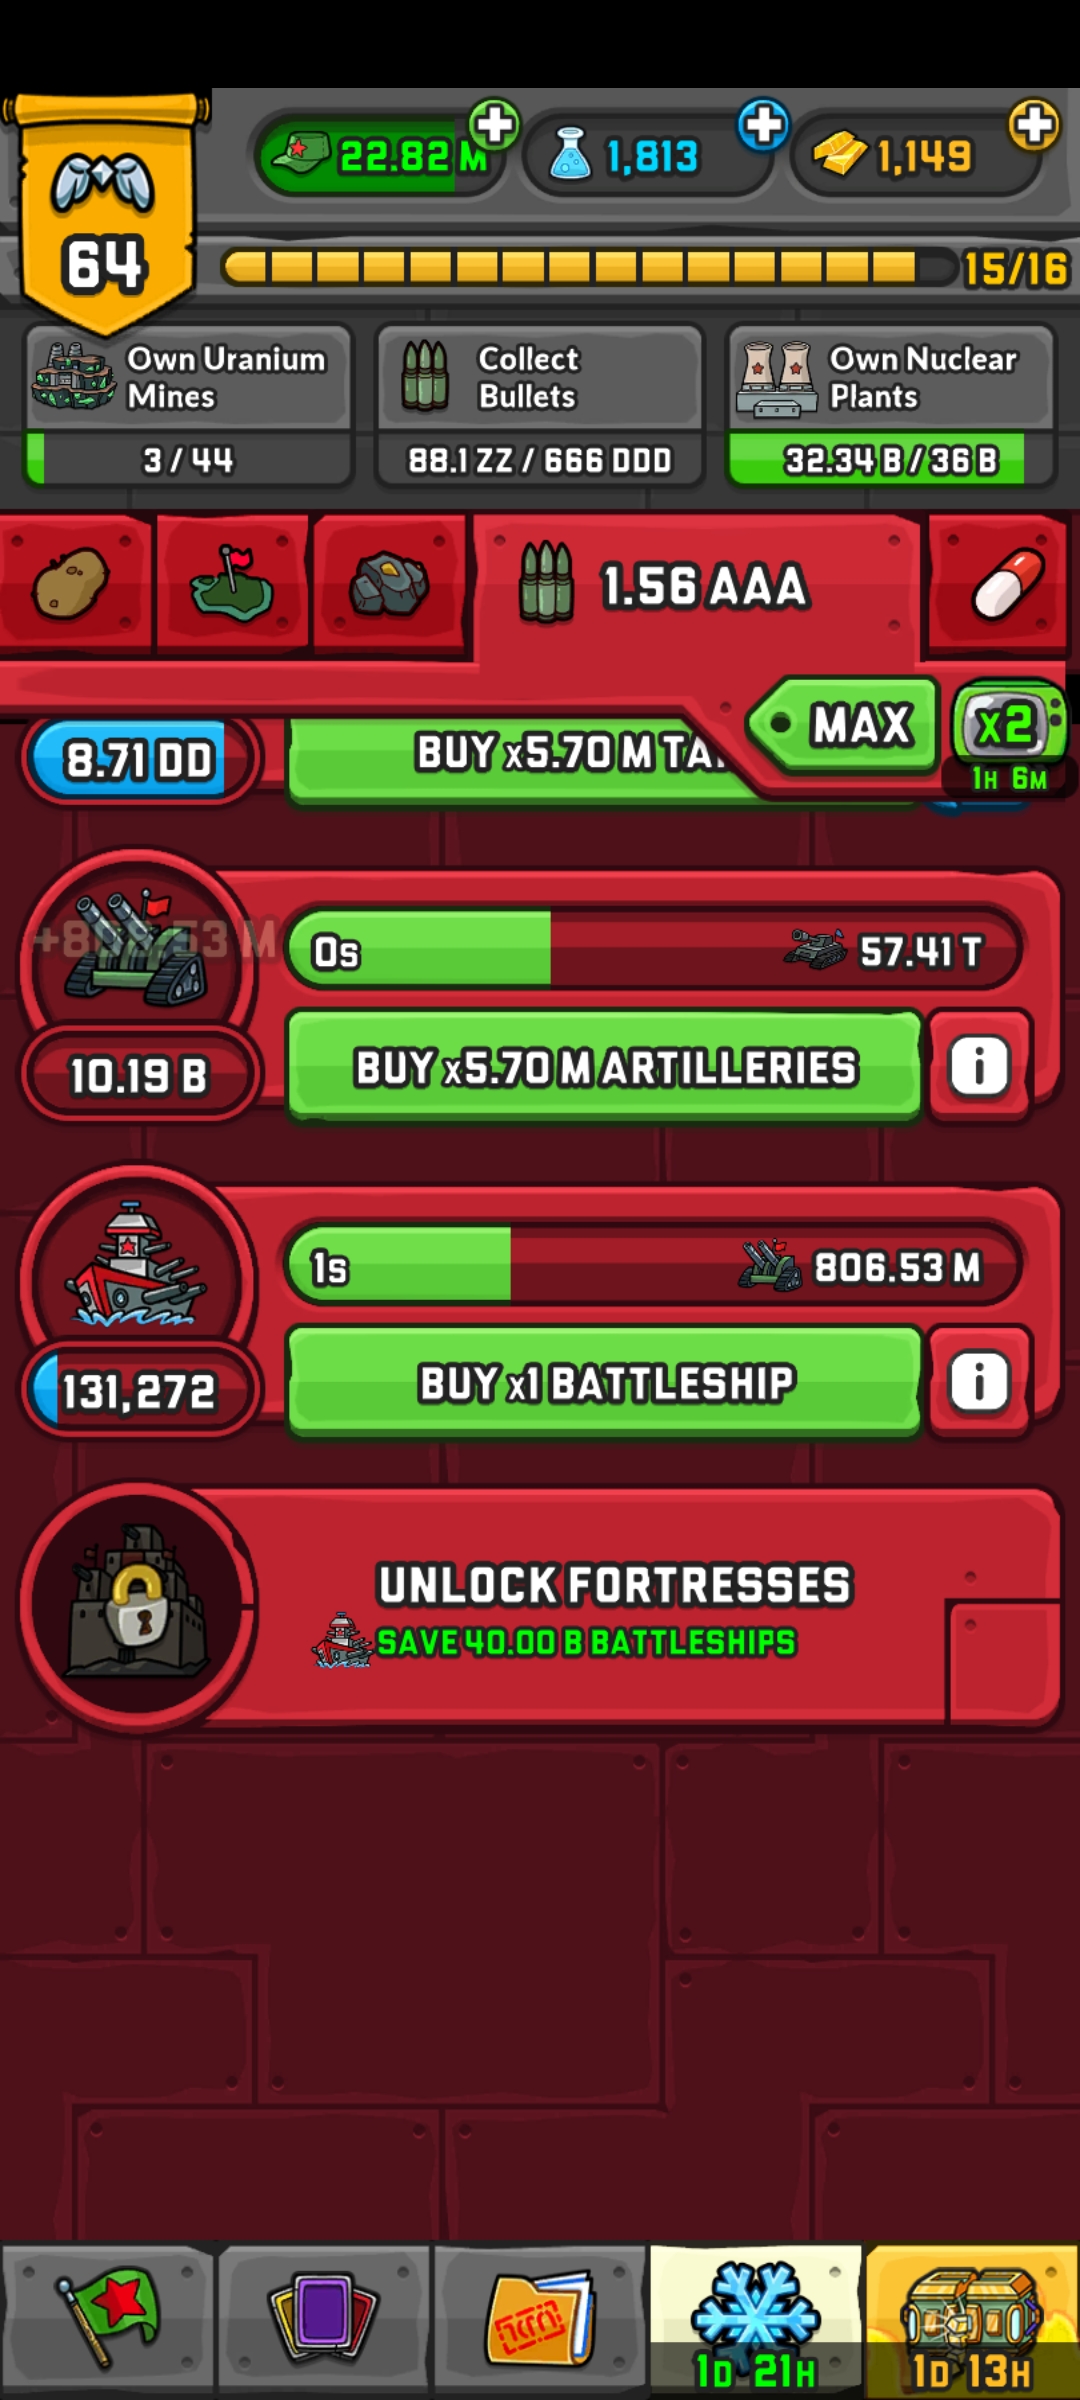 22.82 M
1,813
1,149
64
15/16
Own Uranium
Mines
3 / 44
Collect
Bullets
88.1 ZZ / 666 DDD
Own Nuclear
Plants
32.34 B / 36 B
1.56 AAA
MAX
x2
1H 6M
8.71 DD
BUY x5.70 M TA
0s
57.41 T
10.19 B
BUY x5.70 M ARTILLERIES
i
1s
806.53 M
131,272
BUY x1 BATTLESHIP
i
UNLOCK FORTRESSES
SAVE 40.00 B BATTLESHIPS
1D 21H
1D 13H